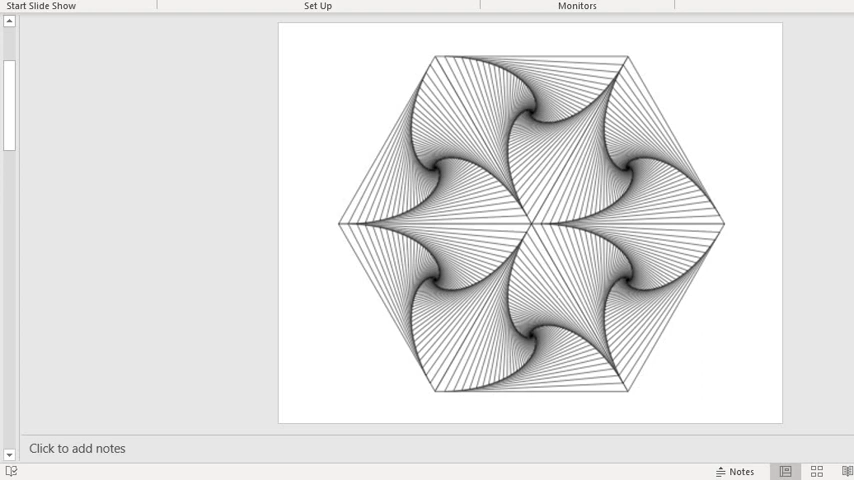 Start Slide Show
Set Up
Monitors
Click to add notes
Notes